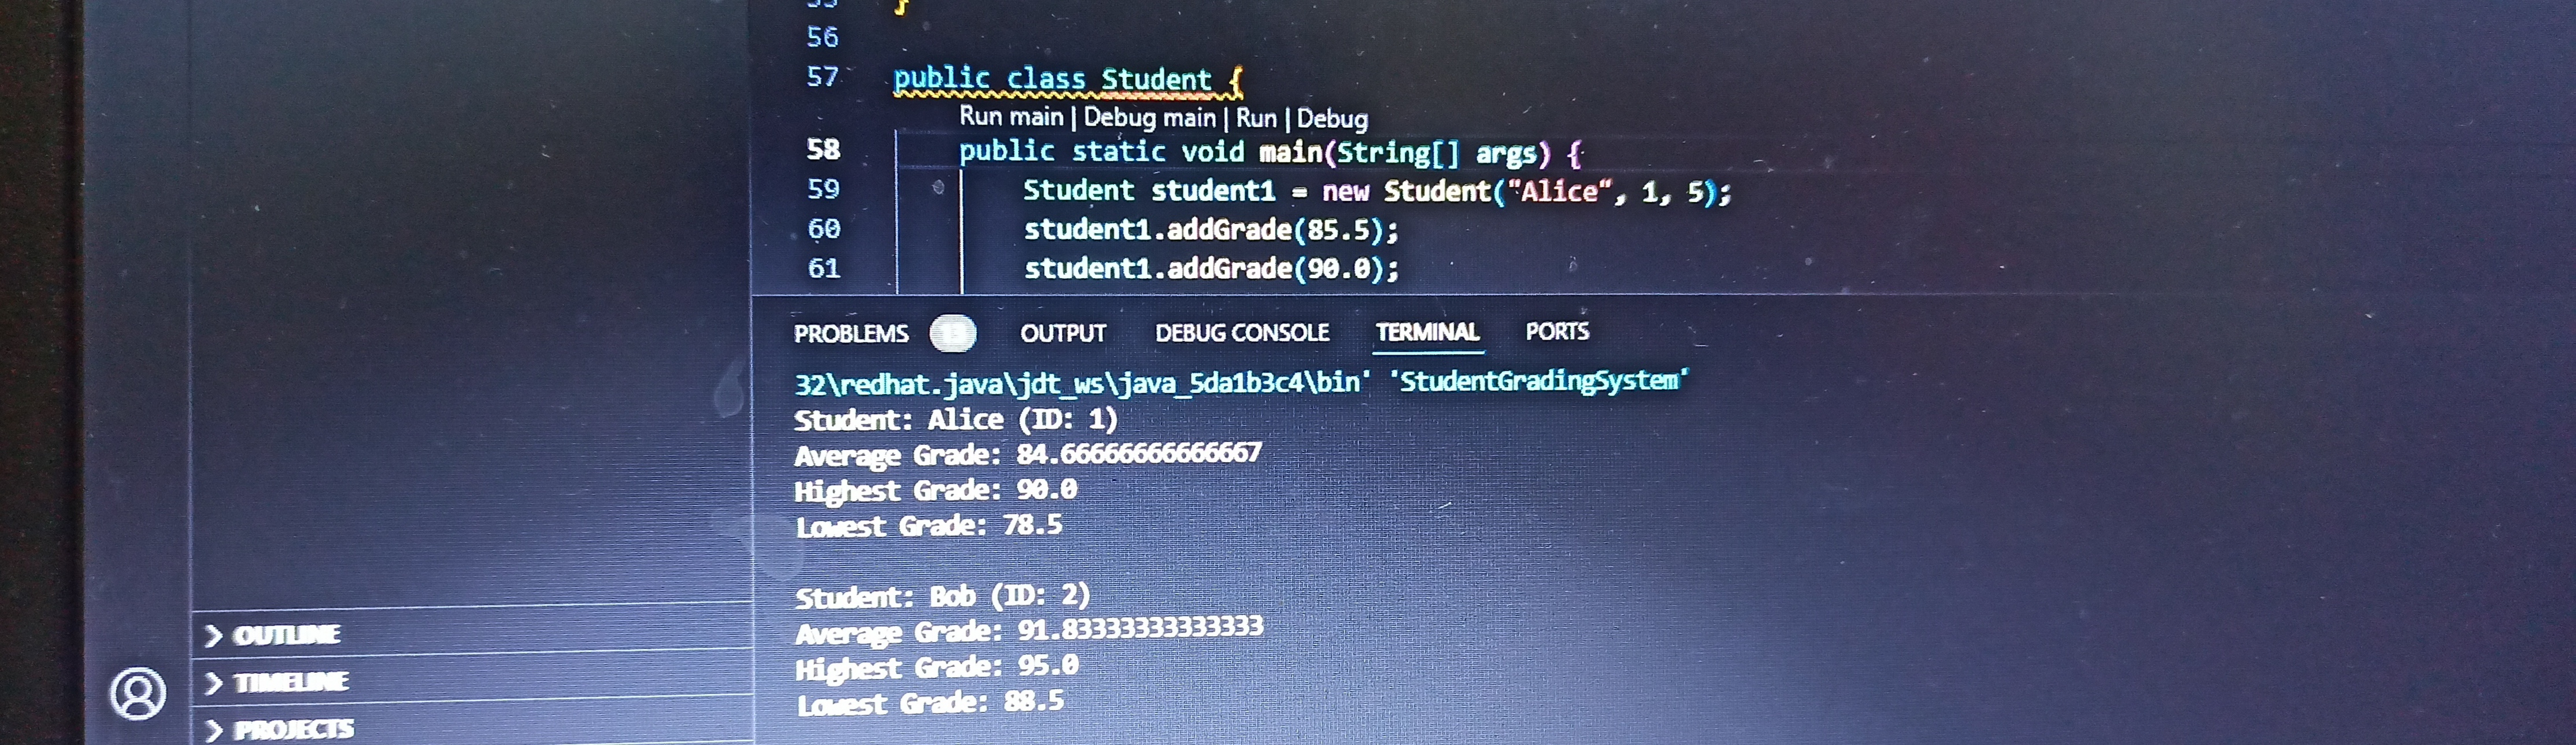 }
56
57 public class Student {
Run main | Debug main | Run | Debug
58 public static void main(String[] args) {
59 Student student1 = new Student("Alice", 1, 5);
60 student1.addGrade(85.5);
61 student1.addGrade(90.0);
PROBLEMS OUTPUT DEBUG CONSOLE TERMINAL PORTS
32\redhat.java\jdt_ws\java_5da1b3c4\bin' 'StudentGradingSystem'
Student: Alice (ID: 1)
Average Grade: 84.66666666666667
Highest Grade: 90.0
Lowest Grade: 78.5
Student: Bob (ID: 2)
Average Grade: 91.83333333333333
Highest Grade: 95.0
Lowest Grade: 88.5
OUTLINE
TIMELINE
PROJECTS